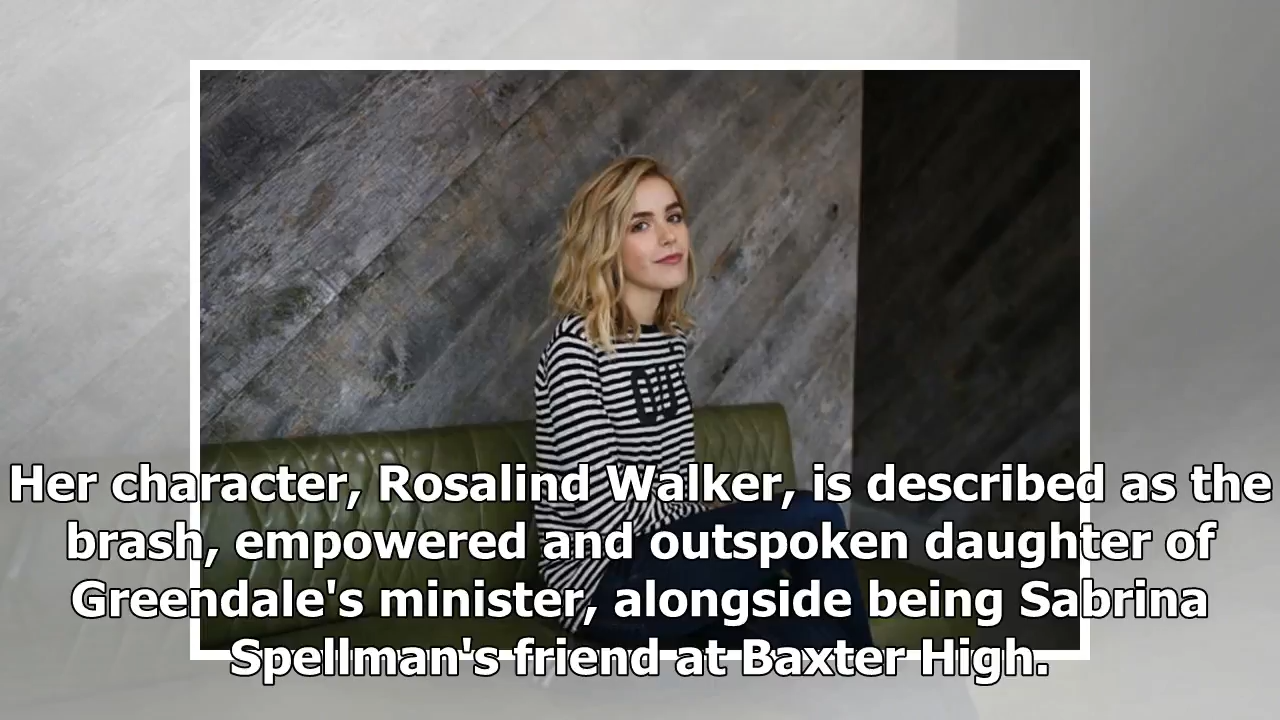 Her character, Rosalind Walker, is described as the
brash, empowered and outspoken daughter of
Greendale's minister, alongside being Sabrina
Spellman's friend at Baxter High.